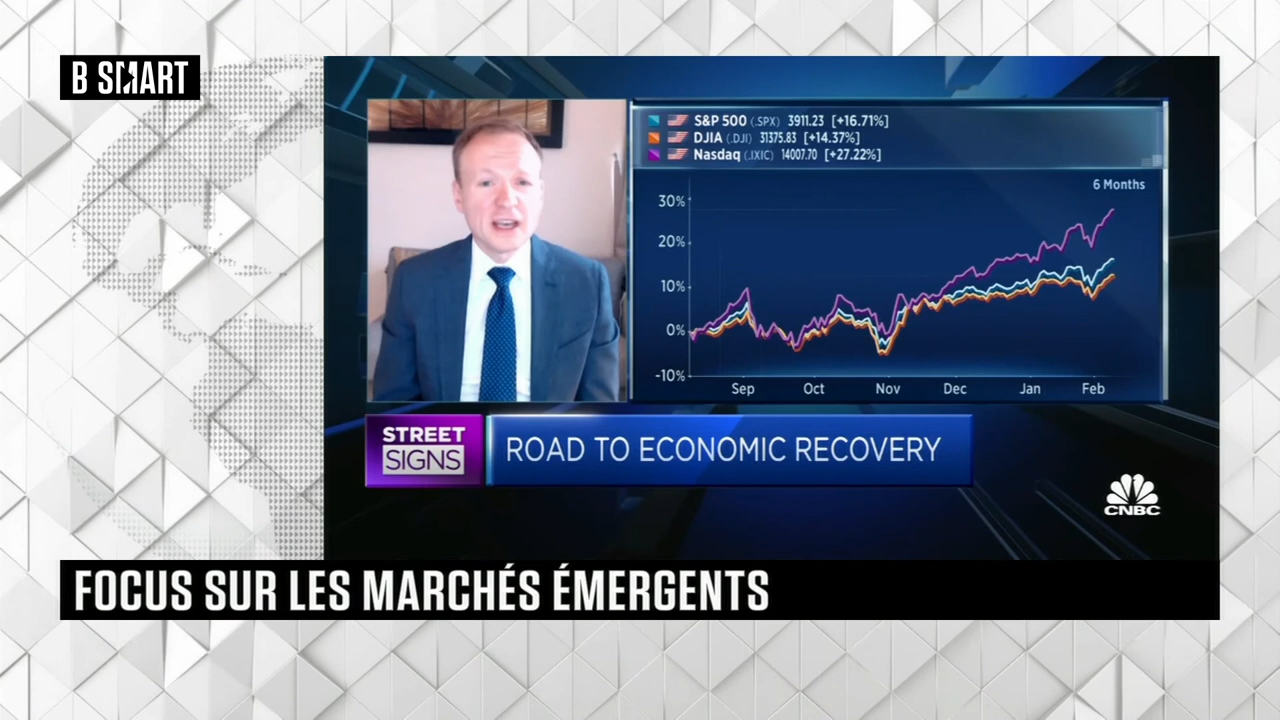 B SMART
S&P 500 (.SPX) 3911.23 [+16.71%]
DJIA (.DJI) 31375.83 [+14.37%]
Nasdaq (.IXIC) 14007.70 [+27.22%]
6 Months
30%
20%
10%
0%
-10%
Sep Oct Nov Dec Jan Feb
STREET
SIGNS
ROAD TO ECONOMIC RECOVERY
CNBC
FOCUS SUR LES MARCHÉS ÉMERGENTS